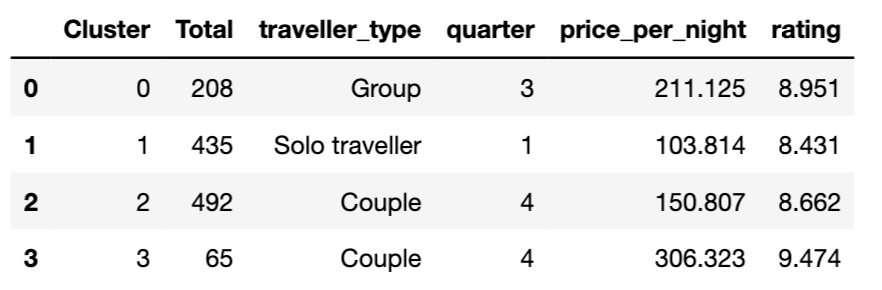 Cluster Total traveller_type quarter price_per_night rating
0 0 208 Group 3 211.125 8.951
1 1 435 Solo traveller 1 103.814 8.431
2 2 492 Couple 4 150.807 8.662
3 3 65 Couple 4 306.323 9.474